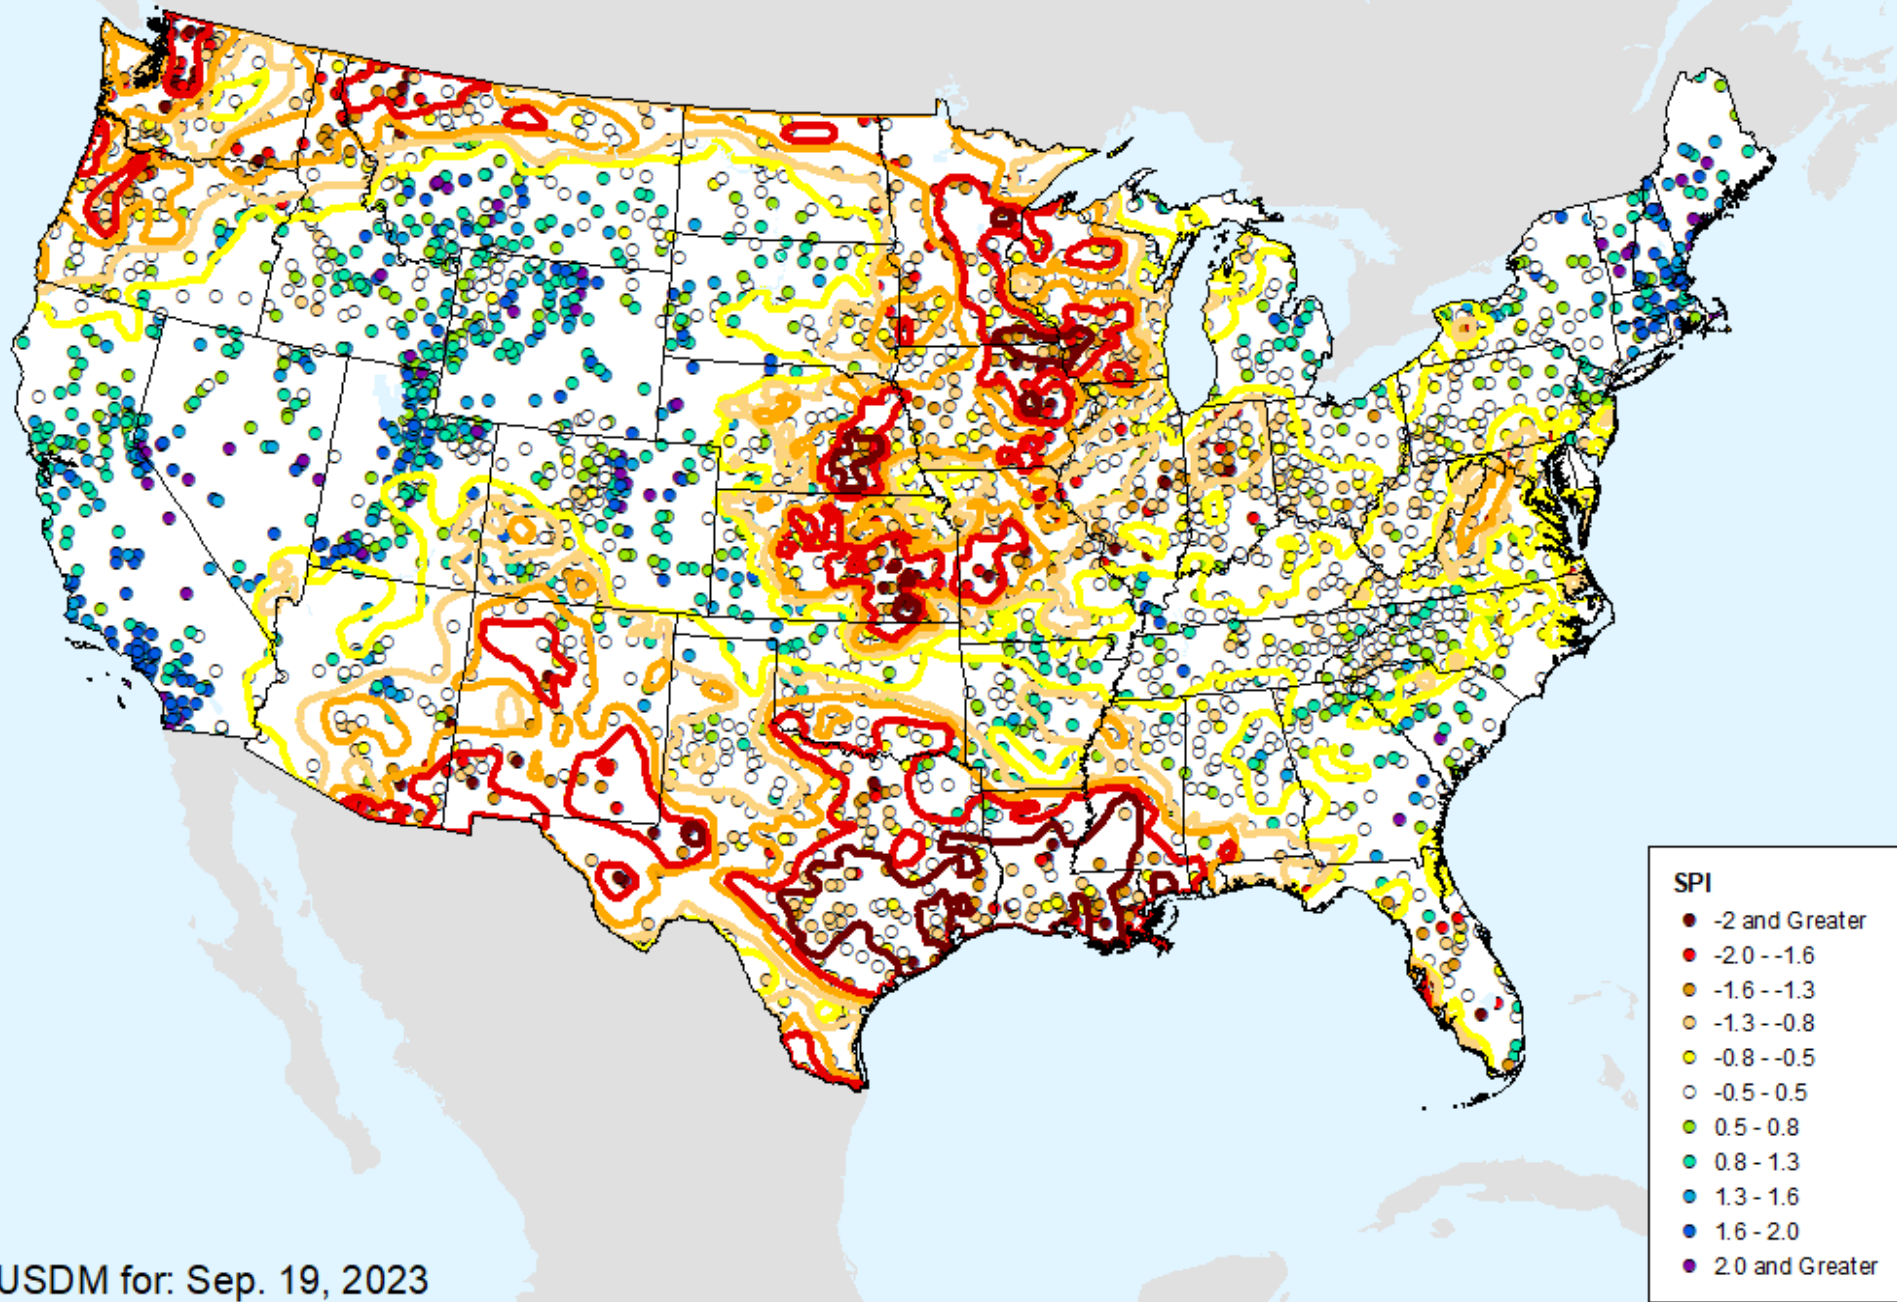 SPI
-2 and Greater
-2.0 - -1.6
-1.6 - -1.3
-1.3 - -0.8
-0.8 - -0.5
-0.5 - 0.5
0.5 - 0.8
0.8 - 1.3
1.3 - 1.6
1.6 - 2.0
2.0 and Greater
USDM for: Sep. 19, 2023